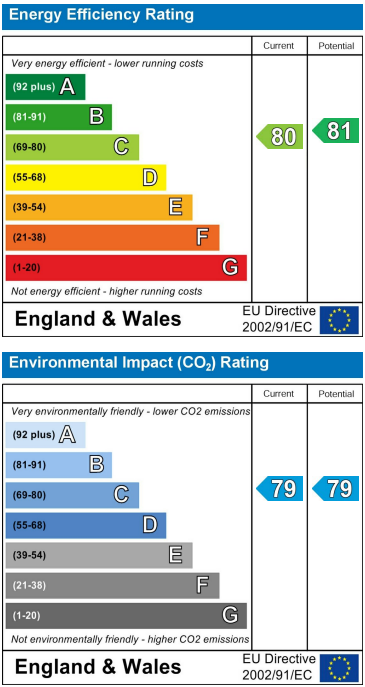 Energy Efficiency Rating
Current Potential
Very energy efficient - lower running costs
(92 plus) A
(81-91) B
(69-80) C
(55-68) D
(39-54) E
(21-38) F
(1-20) G
80 81
Not energy efficient - higher running costs
England & Wales
EU Directive
2002/91/EC
Environmental Impact (CO₂) Rating
Current Potential
Very environmentally friendly - lower CO2 emissions
(92 plus) A
(81-91) B
(69-80) C
(55-68) D
(39-54) E
(21-38) F
(1-20) G
79 79
Not environmentally friendly - higher CO2 emissions
England & Wales
EU Directive
2002/91/EC